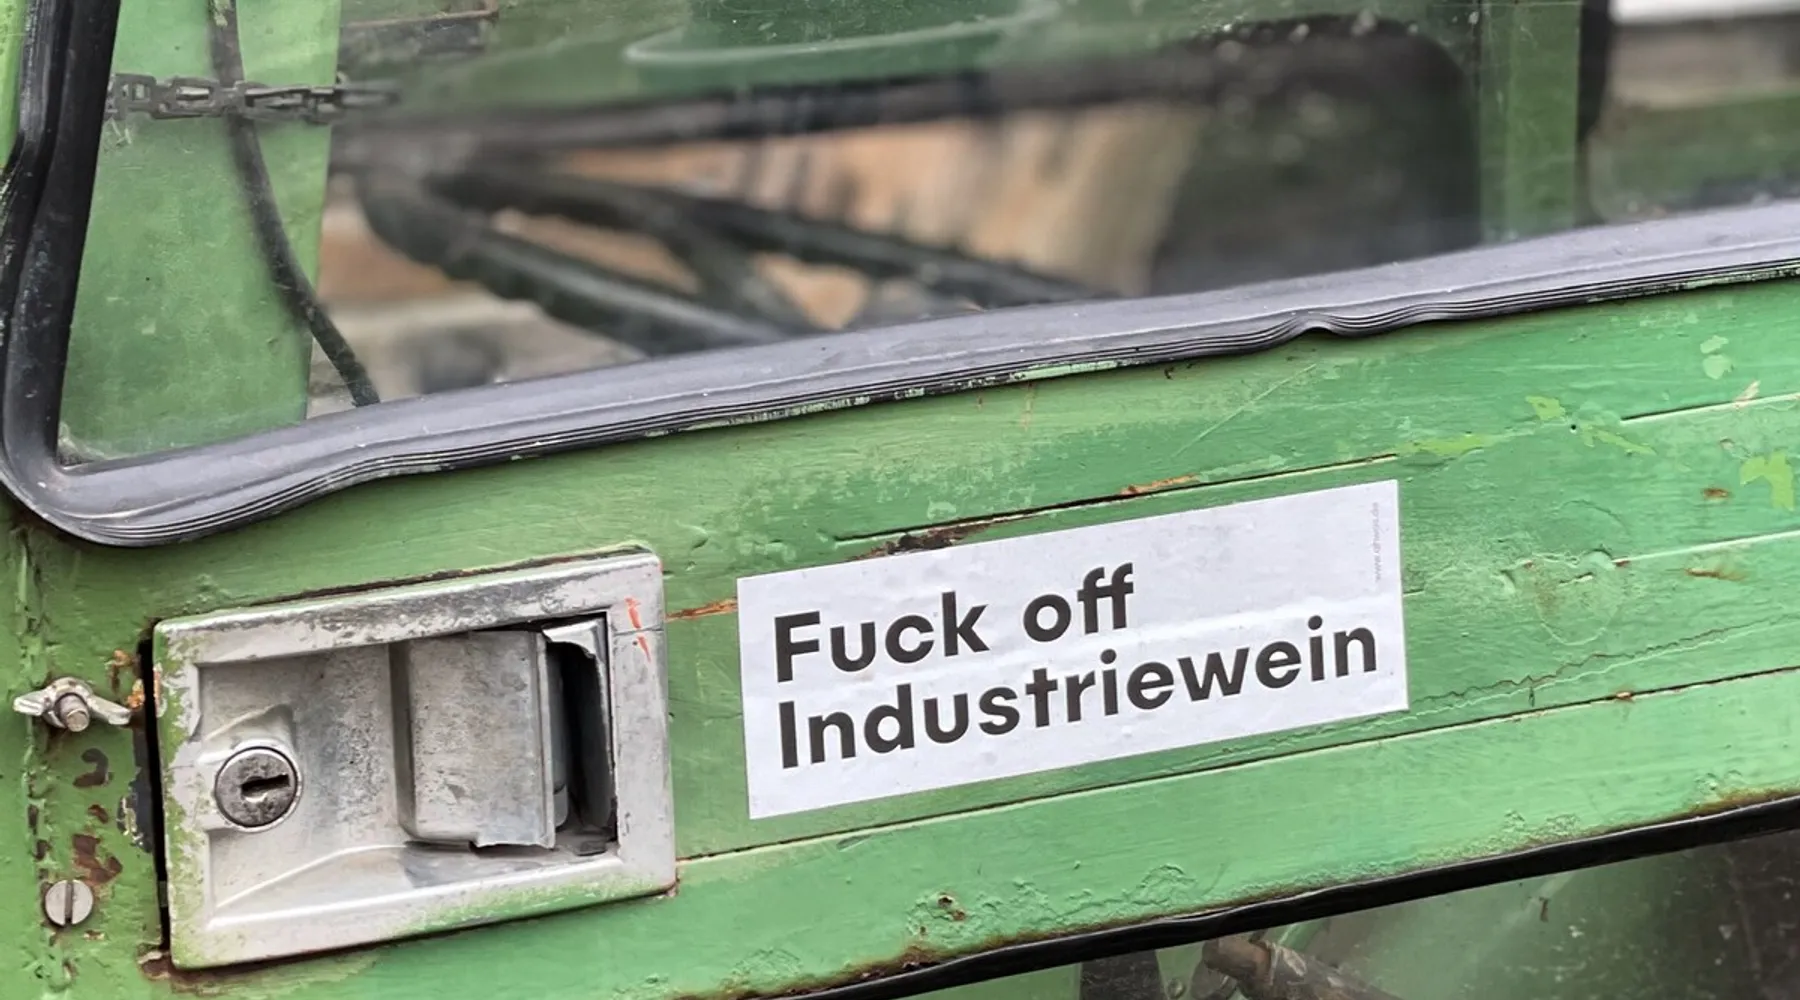 Fuck off
Industriewein